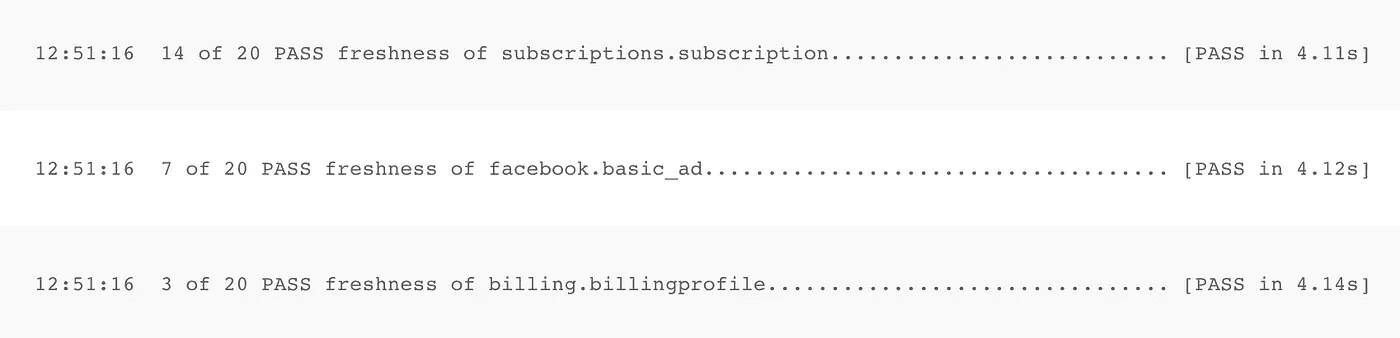 12:51:16  14 of 20 PASS freshness of subscriptions.subscription........................... [PASS in 4.11s]
12:51:16  7 of 20 PASS freshness of facebook.basic_ad..................................... [PASS in 4.12s]
12:51:16  3 of 20 PASS freshness of billing.billingprofile................................ [PASS in 4.14s]